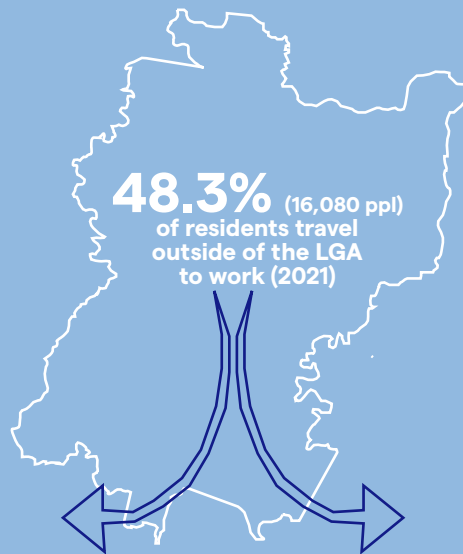 48.3% (16,080 ppl)
of residents travel
outside of the LGA
to work (2021)